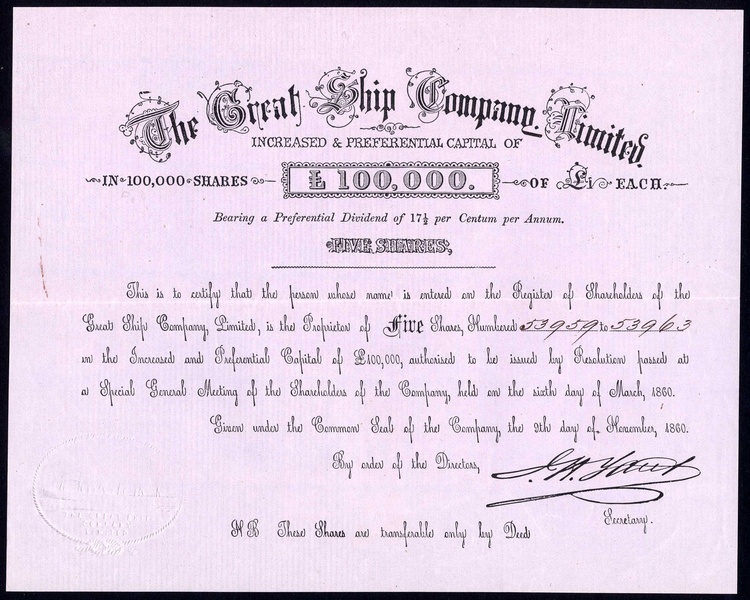 The Great Ship Company, Limited.
INCREASED & PREFERENTIAL CAPITAL OF
IN 100,000 SHARES £ 100,000. OF £1 EACH.
Bearing a Preferential Dividend of 17½ per Centum per Annum.
FIVE SHARES,
This is to certify that the person whose name is entered on the Register of Shareholders of the
Great Ship Company, Limited, is the Proprietor of Five Shares, Numbered 53959 to 53963
in the Increased and Preferential Capital of £100,000, authorised to be issued by Resolution passed at
a Special General Meeting of the Shareholders of the Company, held on the sixth day of March, 1860.
Given under the Common Seal of the Company, the 9th day of November, 1860.
By order of the Directors,
Secretary.
N B These Shares are transferable only by Deed